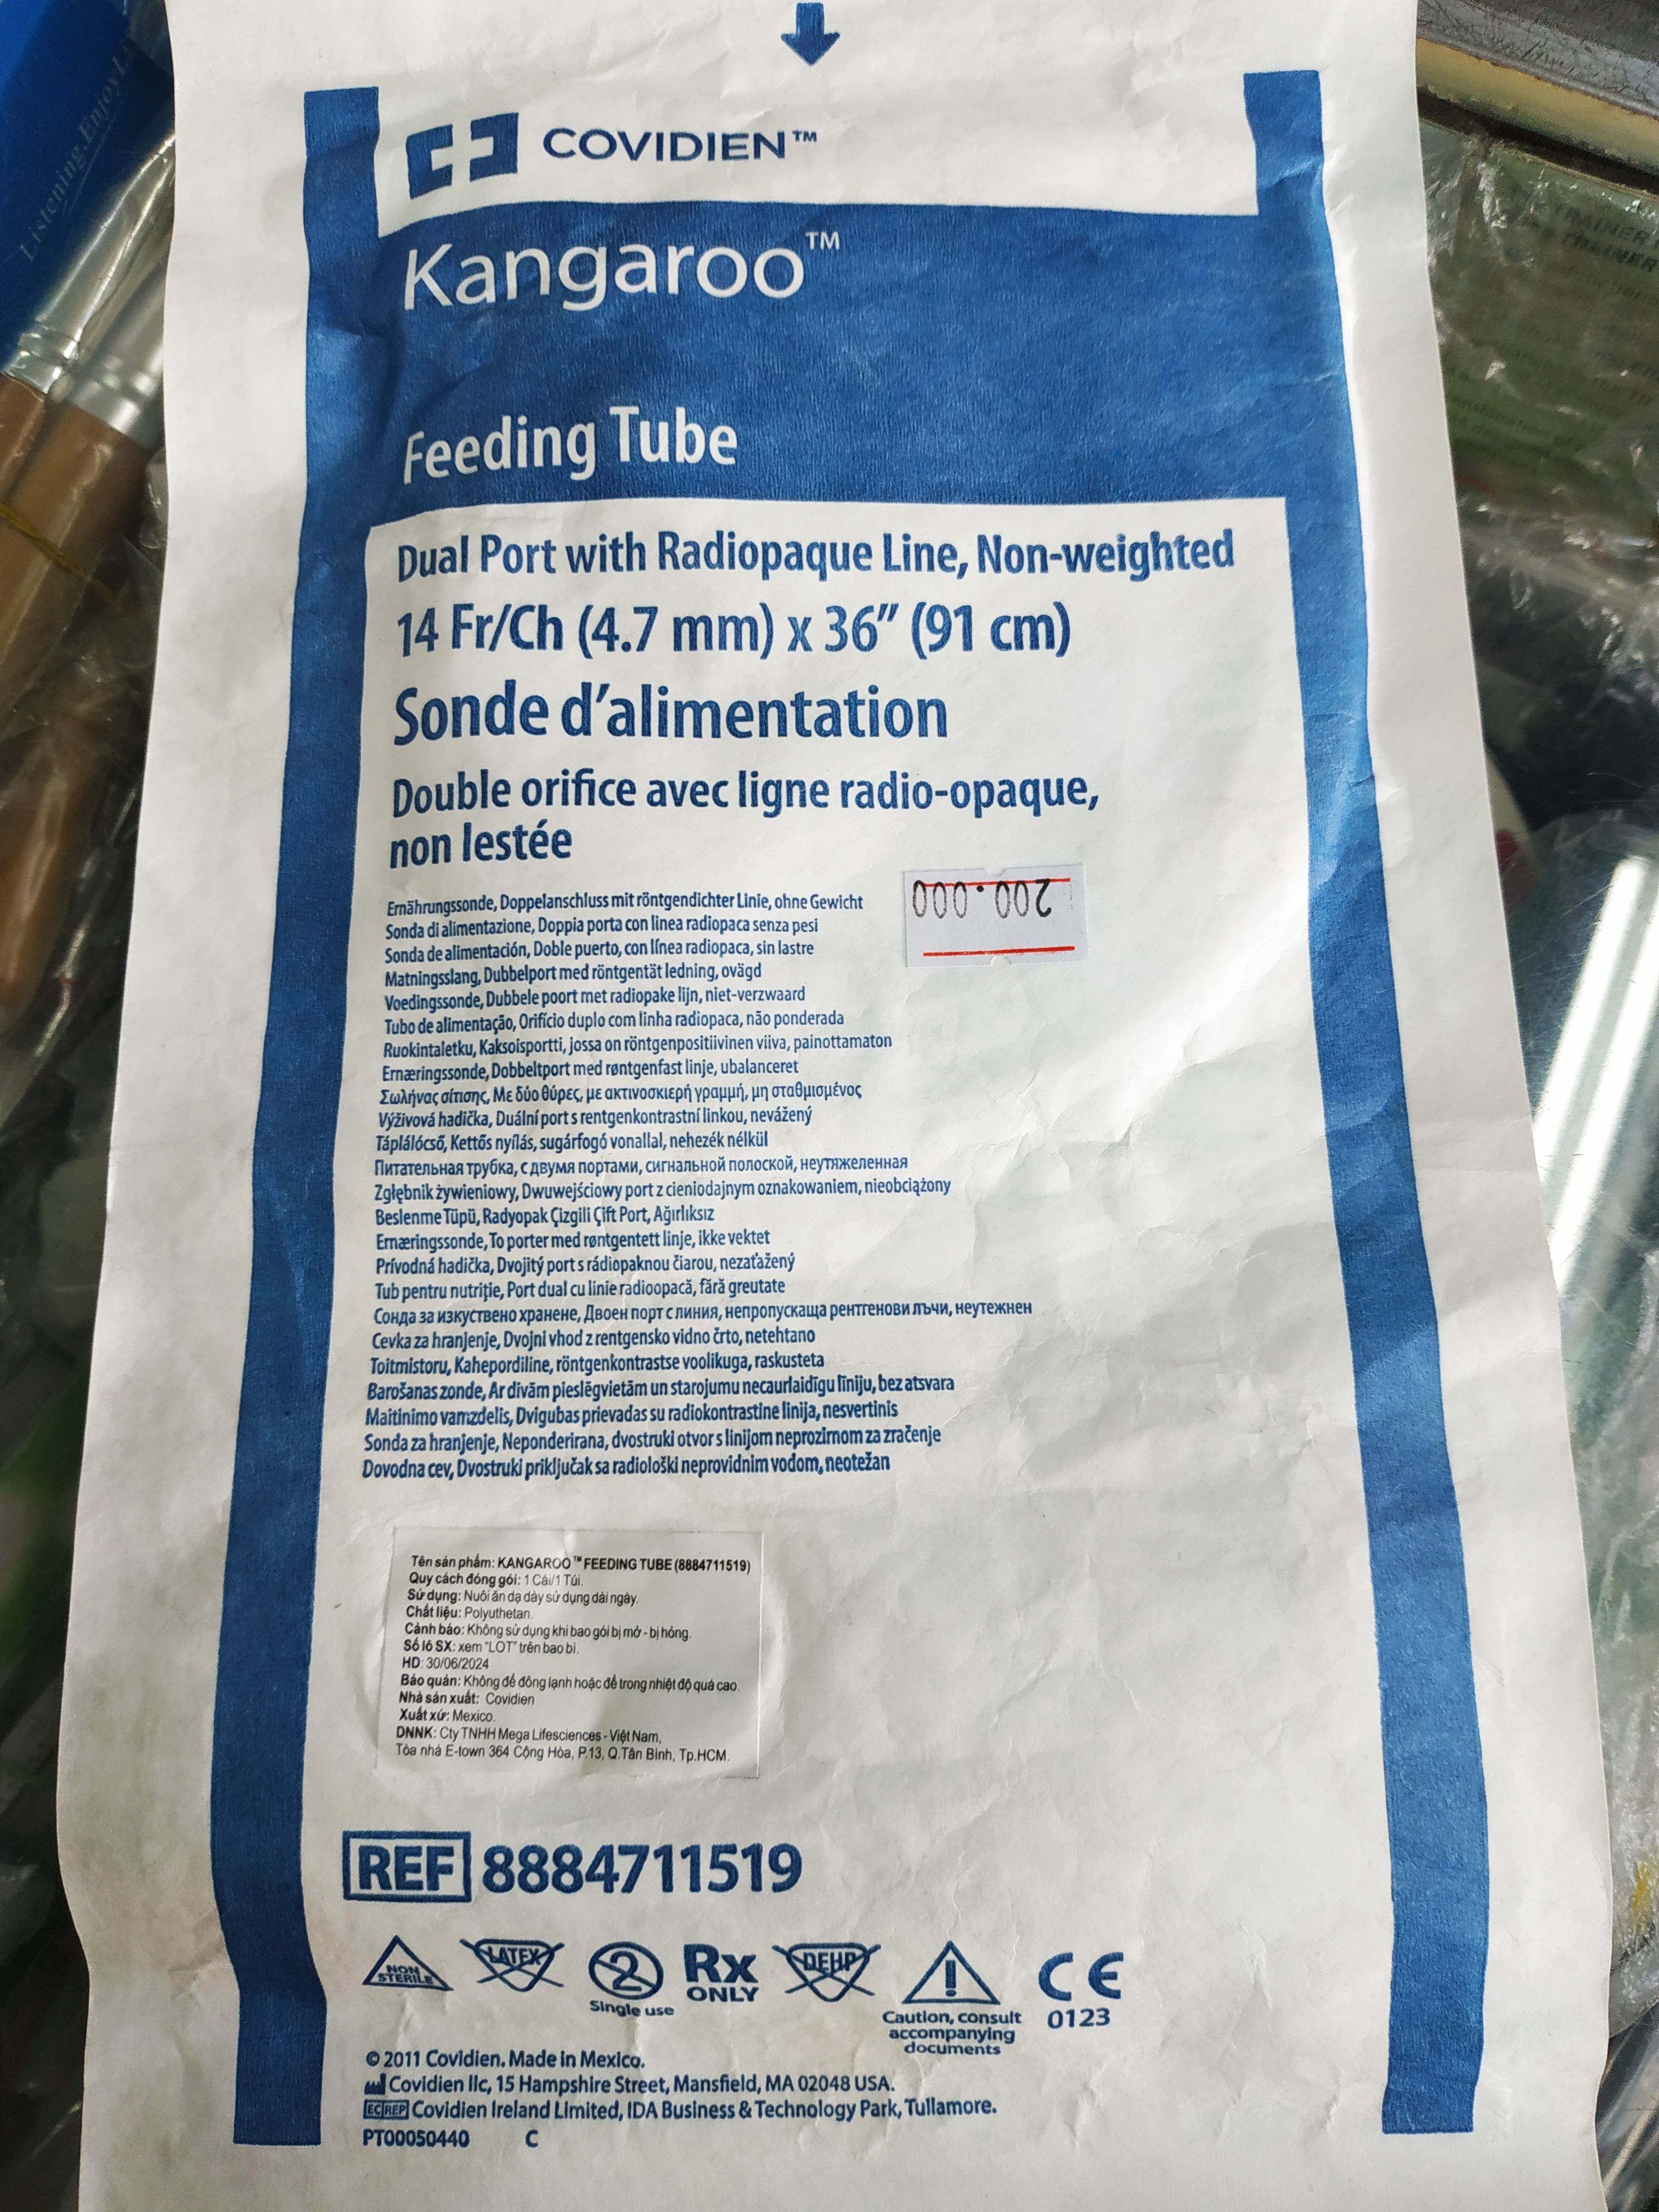 COVIDIEN™
Kangaroo™
Feeding Tube
Dual Port with Radiopaque Line, Non-weighted
14 Fr/Ch (4.7 mm) x 36" (91 cm)
Sonde d'alimentation
Double orifice avec ligne radio-opaque,
non lestée
200.000
Ernährungssonde, Doppelanschluss mit röntgendichter Linie, ohne Gewicht
Sonda di alimentazione, Doppia porta con linea radiopaca senza pesi
Sonda de alimentación, Doble puerto, con línea radiopaca, sin lastre
Matningsslang, Dubbelport med röntgentät ledning, ovägd
Voedingssonde, Dubbele poort met radiopake lijn, niet-verzwaard
Tubo de alimentação, Orifício duplo com linha radiopaca, não ponderada
Ruokintaletku, Kaksoisportti, jossa on röntgenpositiivinen viiva, painottamaton
Ernæringssonde, Dobbeltport med røntgenfast linje, ubalanceret
Σωλήνας σίτισης, Με δύο θύρες, με ακτινοσκιερή γραμμή, μη σταθμισμένος
Výživová hadička, Duální port s rentgenkontrastní linkou, nevážený
Táplálócső, Kettős nyílás, sugárfogó vonallal, nehezék nélkül
Питательная трубка, с двумя портами, сигнальной полоской, неутяжеленная
Zgłębnik żywieniowy, Dwuwejściowy port z cieniodajnym oznakowaniem, nieobciążony
Beslenme Tüpü, Radyopak Çizgili Çift Port, Ağırlıksız
Ernæringssonde, To porter med røntgentett linje, ikke vektet
Prívodná hadička, Dvojitý port s rádiopaknou čiarou, nezaťažený
Tub pentru nutriţie, Port dual cu linie radioopacă, fără greutate
Сонда за изкуствено хранене, Двоен порт с линия, непропускаща рентгенови лъчи, неутежнен
Cevka za hranjenje, Dvojni vhod z rentgensko vidno črto, netehtano
Toitmistoru, Kahepordiline, röntgenkontrastse voolikuga, raskusteta
Barošanas zonde, Ar divām pieslēgvietām un starojumu necaurlaidīgu līniju, bez atsvara
Maitinimo vamzdelis, Dvigubas prievadas su radiokontrastine linija, nesvertinis
Sonda za hranjenje, Neponderirana, dvostruki otvor s linijom neprozirnom za zračenje
Dovodna cev, Dvostruki priključak sa radiološki neprovidnim vodom, neotežan
Tên sản phẩm: KANGAROO™ FEEDING TUBE (8884711519)
Quy cách đóng gói: 1 Cái/1 Túi.
Sử dụng: Nuôi ăn dạ dày sử dụng dài ngày.
Chất liệu: Polyuthetan.
Cảnh báo: Không sử dụng khi bao gói bị mở - bị hỏng.
Số lô SX: xem "LOT" trên bao bì.
HD: 30/06/2024
Bảo quản: Không để đông lạnh hoặc để trong nhiệt độ quá cao.
Nhà sản xuất: Covidien
Xuất xứ: Mexico.
DNNK: Cty TNHH Mega Lifesciences - Việt Nam,
Tòa nhà E-town 364 Cộng Hòa, P.13, Q.Tân Bình, Tp.HCM.
REF 8884711519
NON STERILE
LATEX
2
Single use
Rx ONLY
DEHP
!
Caution, consult
accompanying
documents
CE
0123
© 2011 Covidien. Made in Mexico.
Covidien llc, 15 Hampshire Street, Mansfield, MA 02048 USA.
EC REP Covidien Ireland Limited, IDA Business & Technology Park, Tullamore.
PT00050440 C
Listening, Enjoy
TRAINER
TRAINER